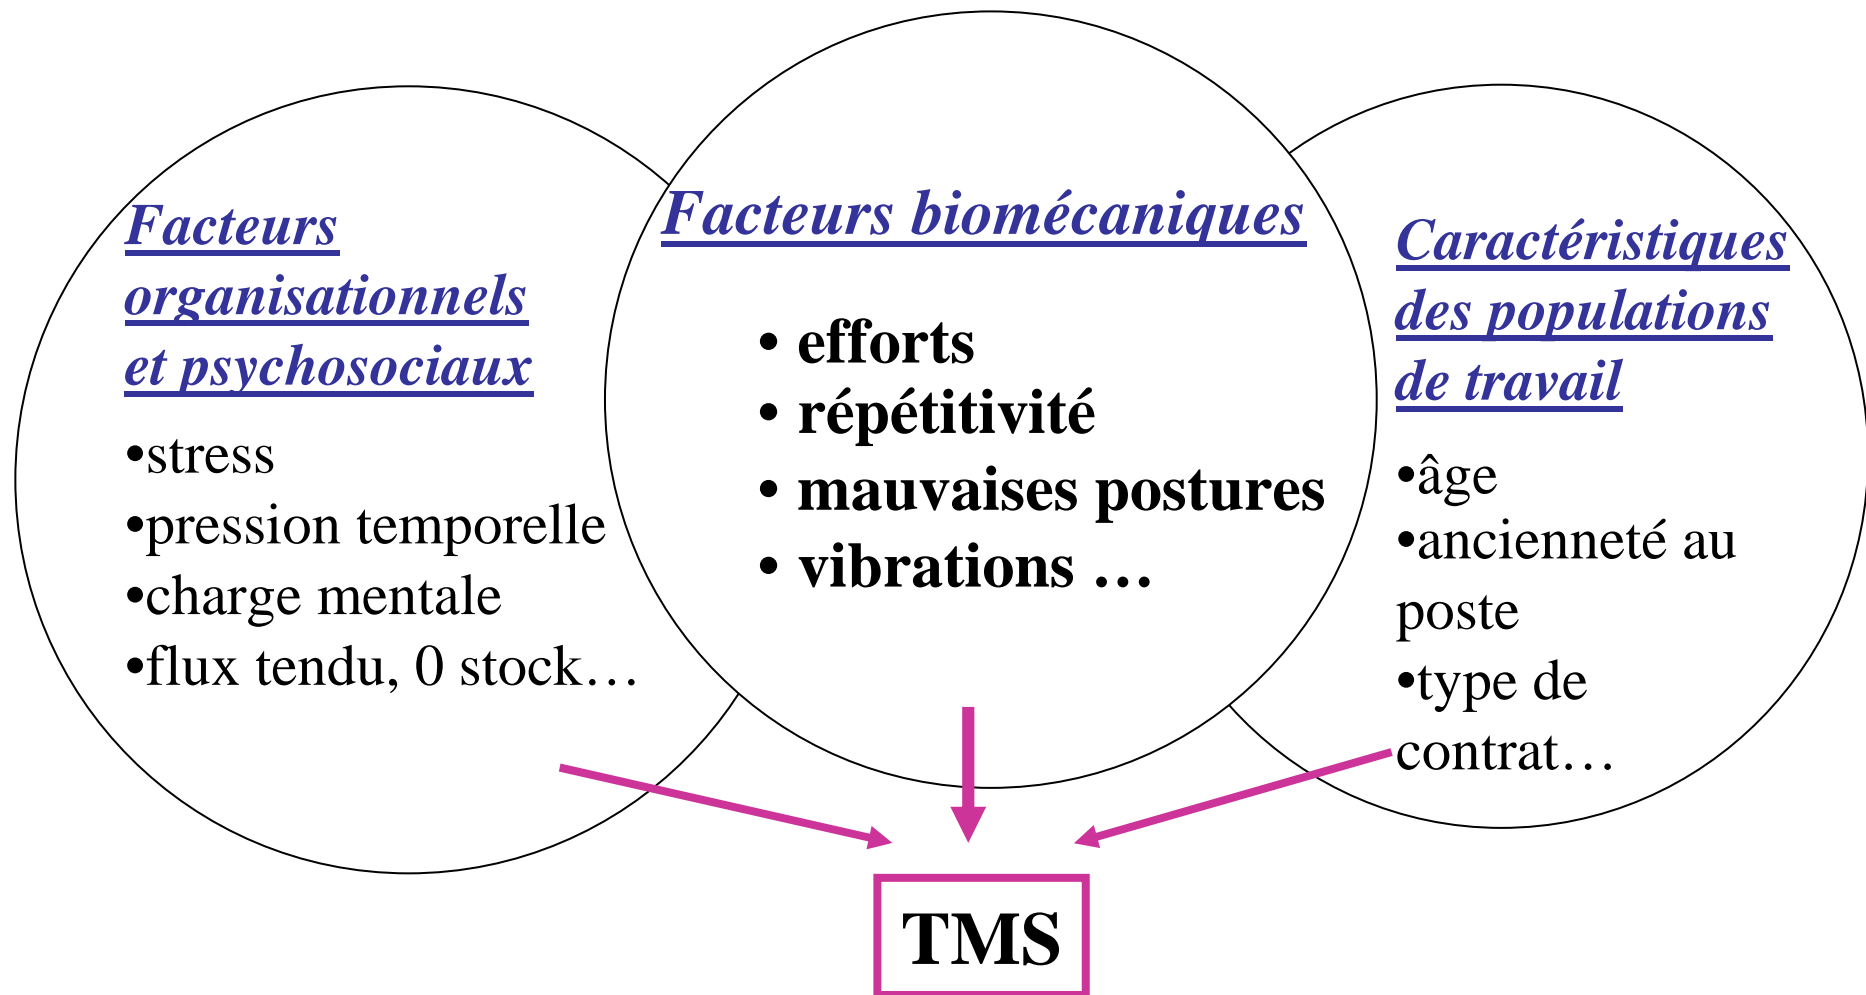 Facteurs
organisationnels
et psychosociaux
•stress
•pression temporelle
•charge mentale
•flux tendu, 0 stock…
Facteurs biomécaniques
• efforts
• répétitivité
• mauvaises postures
• vibrations …
Caractéristiques
des populations
de travail
•âge
•ancienneté au
poste
•type de
contrat…
TMS